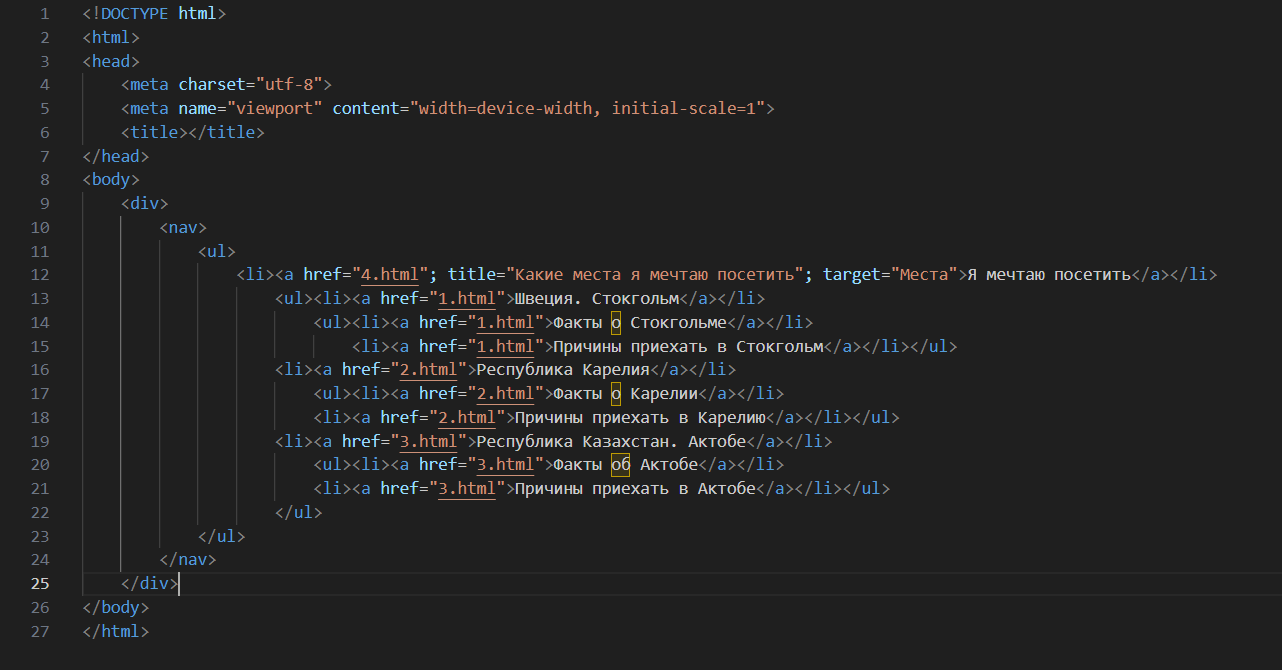 1 <!DOCTYPE html>
2 <html>
3 <head>
4 <meta charset="utf-8">
5 <meta name="viewport" content="width=device-width, initial-scale=1">
6 <title></title>
7 </head>
8 <body>
9 <div>
10 <nav>
11 <ul>
12 <li><a href="4.html"; title="Какие места я мечтаю посетить"; target="Места">Я мечтаю посетить</a></li>
13 <ul><li><a href="1.html">Швеция. Стокгольм</a></li>
14 <ul><li><a href="1.html">Факты о Стокгольме</a></li>
15 <li><a href="1.html">Причины приехать в Стокгольм</a></li></ul>
16 <li><a href="2.html">Республика Карелия</a></li>
17 <ul><li><a href="2.html">Факты о Карелии</a></li>
18 <li><a href="2.html">Причины приехать в Карелию</a></li></ul>
19 <li><a href="3.html">Республика Казахстан. Актобе</a></li>
20 <ul><li><a href="3.html">Факты об Актобе</a></li>
21 <li><a href="3.html">Причины приехать в Актобе</a></li></ul>
22 </ul>
23 </ul>
24 </nav>
25 </div>
26 </body>
27 </html>